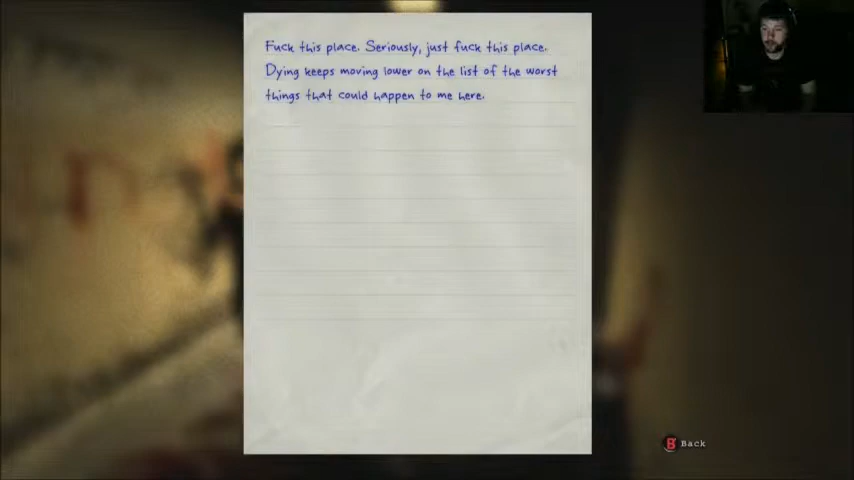 Fuck this place. Seriously, just fuck this place.
Dying keeps moving lower on the list of the worst
things that could happen to me here.
B Back